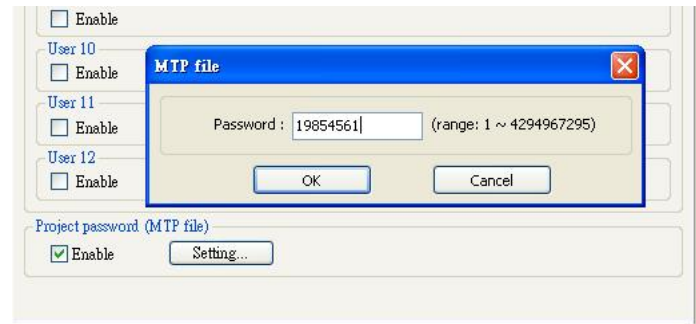 Enable
User 10
Enable
User 11
Enable
User 12
Enable
MTP file
Password : 19854561 (range: 1 ~ 4294967295)
OK Cancel
Project password (MTP file)
Enable Setting...